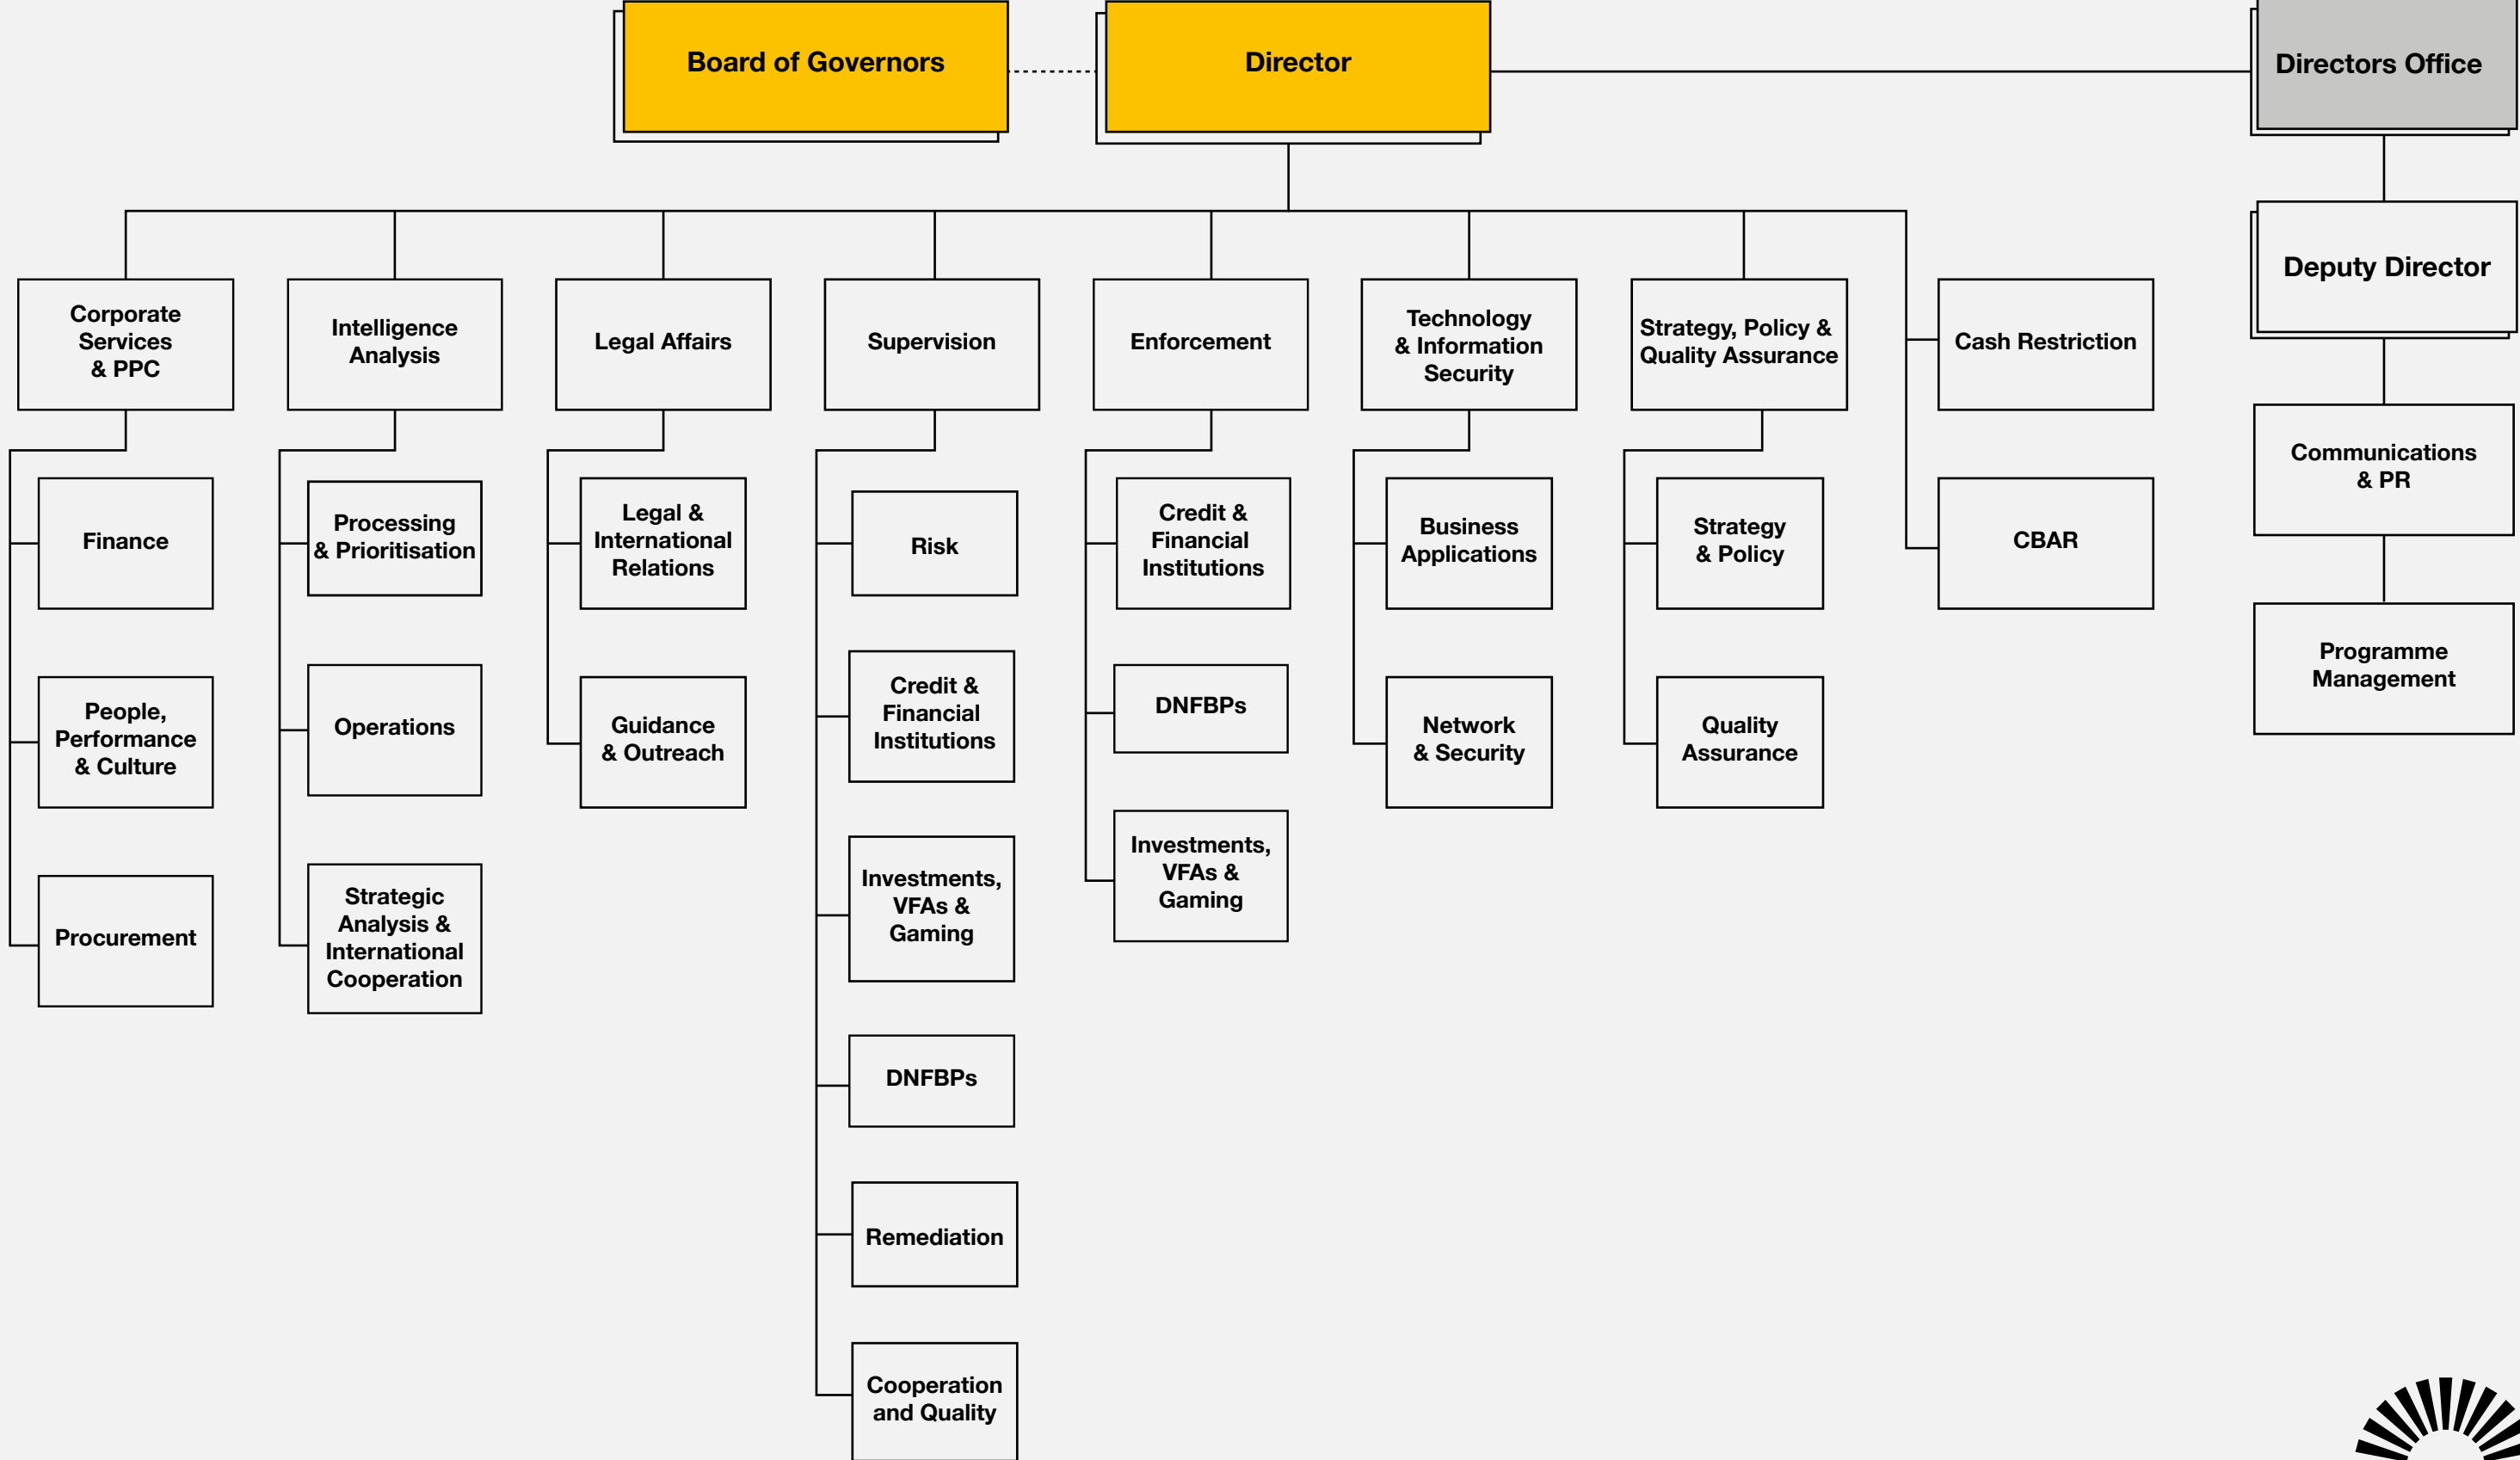 Board of Governors
Director
Directors Office
Deputy Director
Communications
& PR
Programme
Management
Corporate
Services
& PPC
Finance
People,
Performance
& Culture
Procurement
Intelligence
Analysis
Processing
& Prioritisation
Operations
Strategic
Analysis &
International
Cooperation
Legal Affairs
Legal &
International
Relations
Guidance
& Outreach
Supervision
Risk
Credit &
Financial
Institutions
Investments,
VFAs &
Gaming
DNFBPs
Remediation
Cooperation
and Quality
Enforcement
Credit &
Financial
Institutions
DNFBPs
Investments,
VFAs &
Gaming
Technology
& Information
Security
Business
Applications
Network
& Security
Strategy, Policy &
Quality Assurance
Strategy
& Policy
Quality
Assurance
Cash Restriction
CBAR